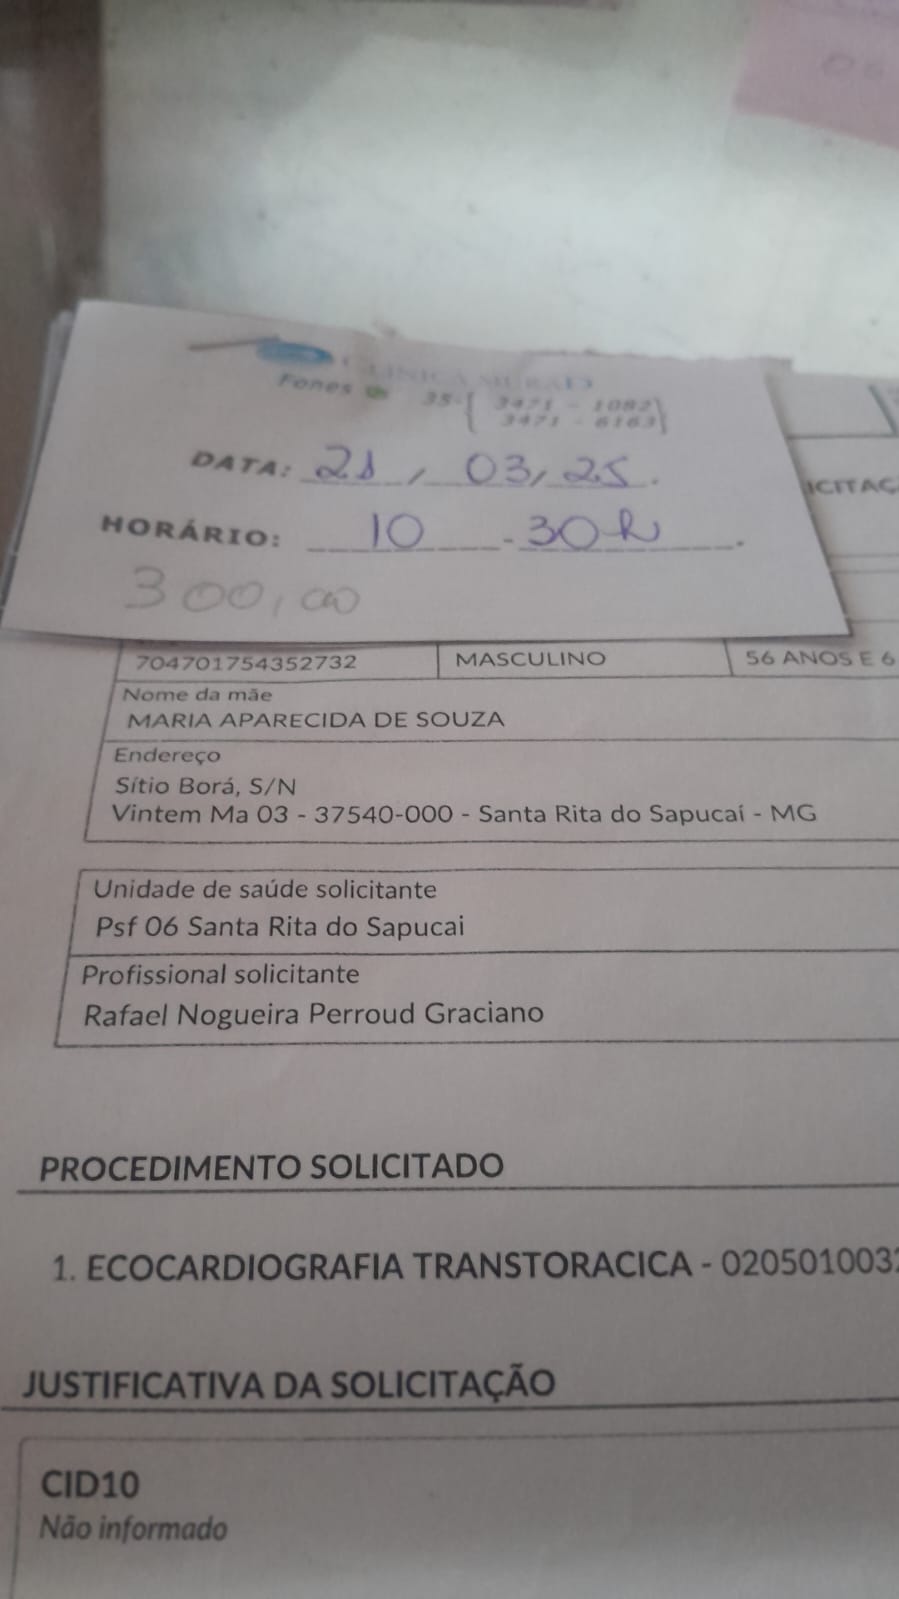 CLINICA MURAD
Fones 35- 3471 - 1082
3471 - 6163
DATA: 21, 03, 25.
HORÁRIO: 10 - 30h.
300,00
ICITAÇ
704701754352732 MASCULINO 56 ANOS E 6
Nome da mãe
MARIA APARECIDA DE SOUZA
Endereço
Sítio Borá, S/N
Vintem Ma 03 - 37540-000 - Santa Rita do Sapucaí - MG
Unidade de saúde solicitante
Psf 06 Santa Rita do Sapucai
Profissional solicitante
Rafael Nogueira Perroud Graciano
PROCEDIMENTO SOLICITADO
1. ECOCARDIOGRAFIA TRANSTORACICA - 020501003
JUSTIFICATIVA DA SOLICITAÇÃO
CID10
Não informado